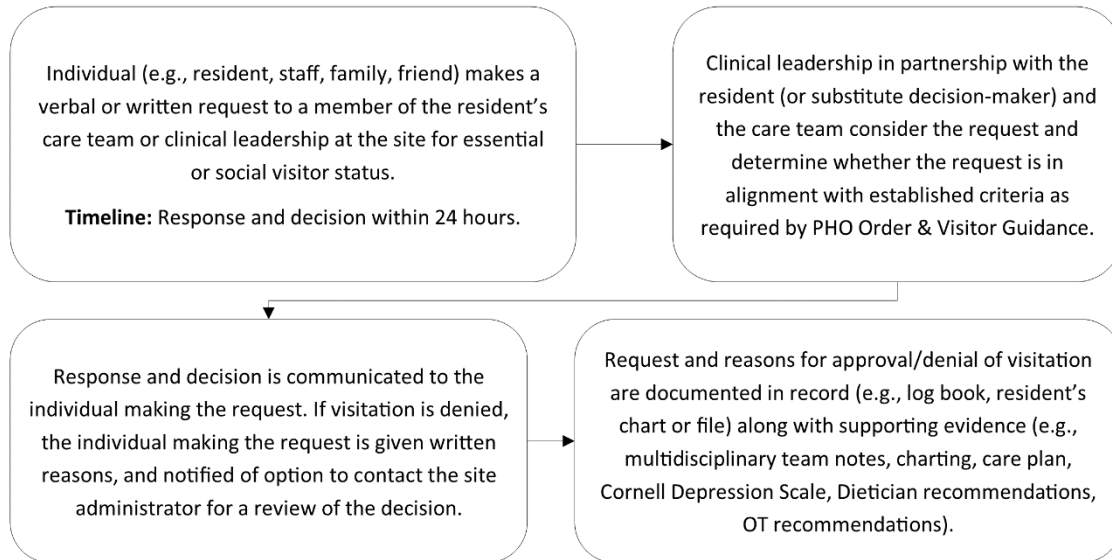 Individual (e.g., resident, staff, family, friend) makes a
verbal or written request to a member of the resident's
care team or clinical leadership at the site for essential
or social visitor status.
Timeline: Response and decision within 24 hours.
Clinical leadership in partnership with the
resident (or substitute decision-maker) and
the care team consider the request and
determine whether the request is in
alignment with established criteria as
required by PHO Order & Visitor Guidance.
Response and decision is communicated to the
individual making the request. If visitation is denied,
the individual making the request is given written
reasons, and notified of option to contact the site
administrator for a review of the decision.
Request and reasons for approval/denial of visitation
are documented in record (e.g., log book, resident's
chart or file) along with supporting evidence (e.g.,
multidisciplinary team notes, charting, care plan,
Cornell Depression Scale, Dietician recommendations,
OT recommendations).